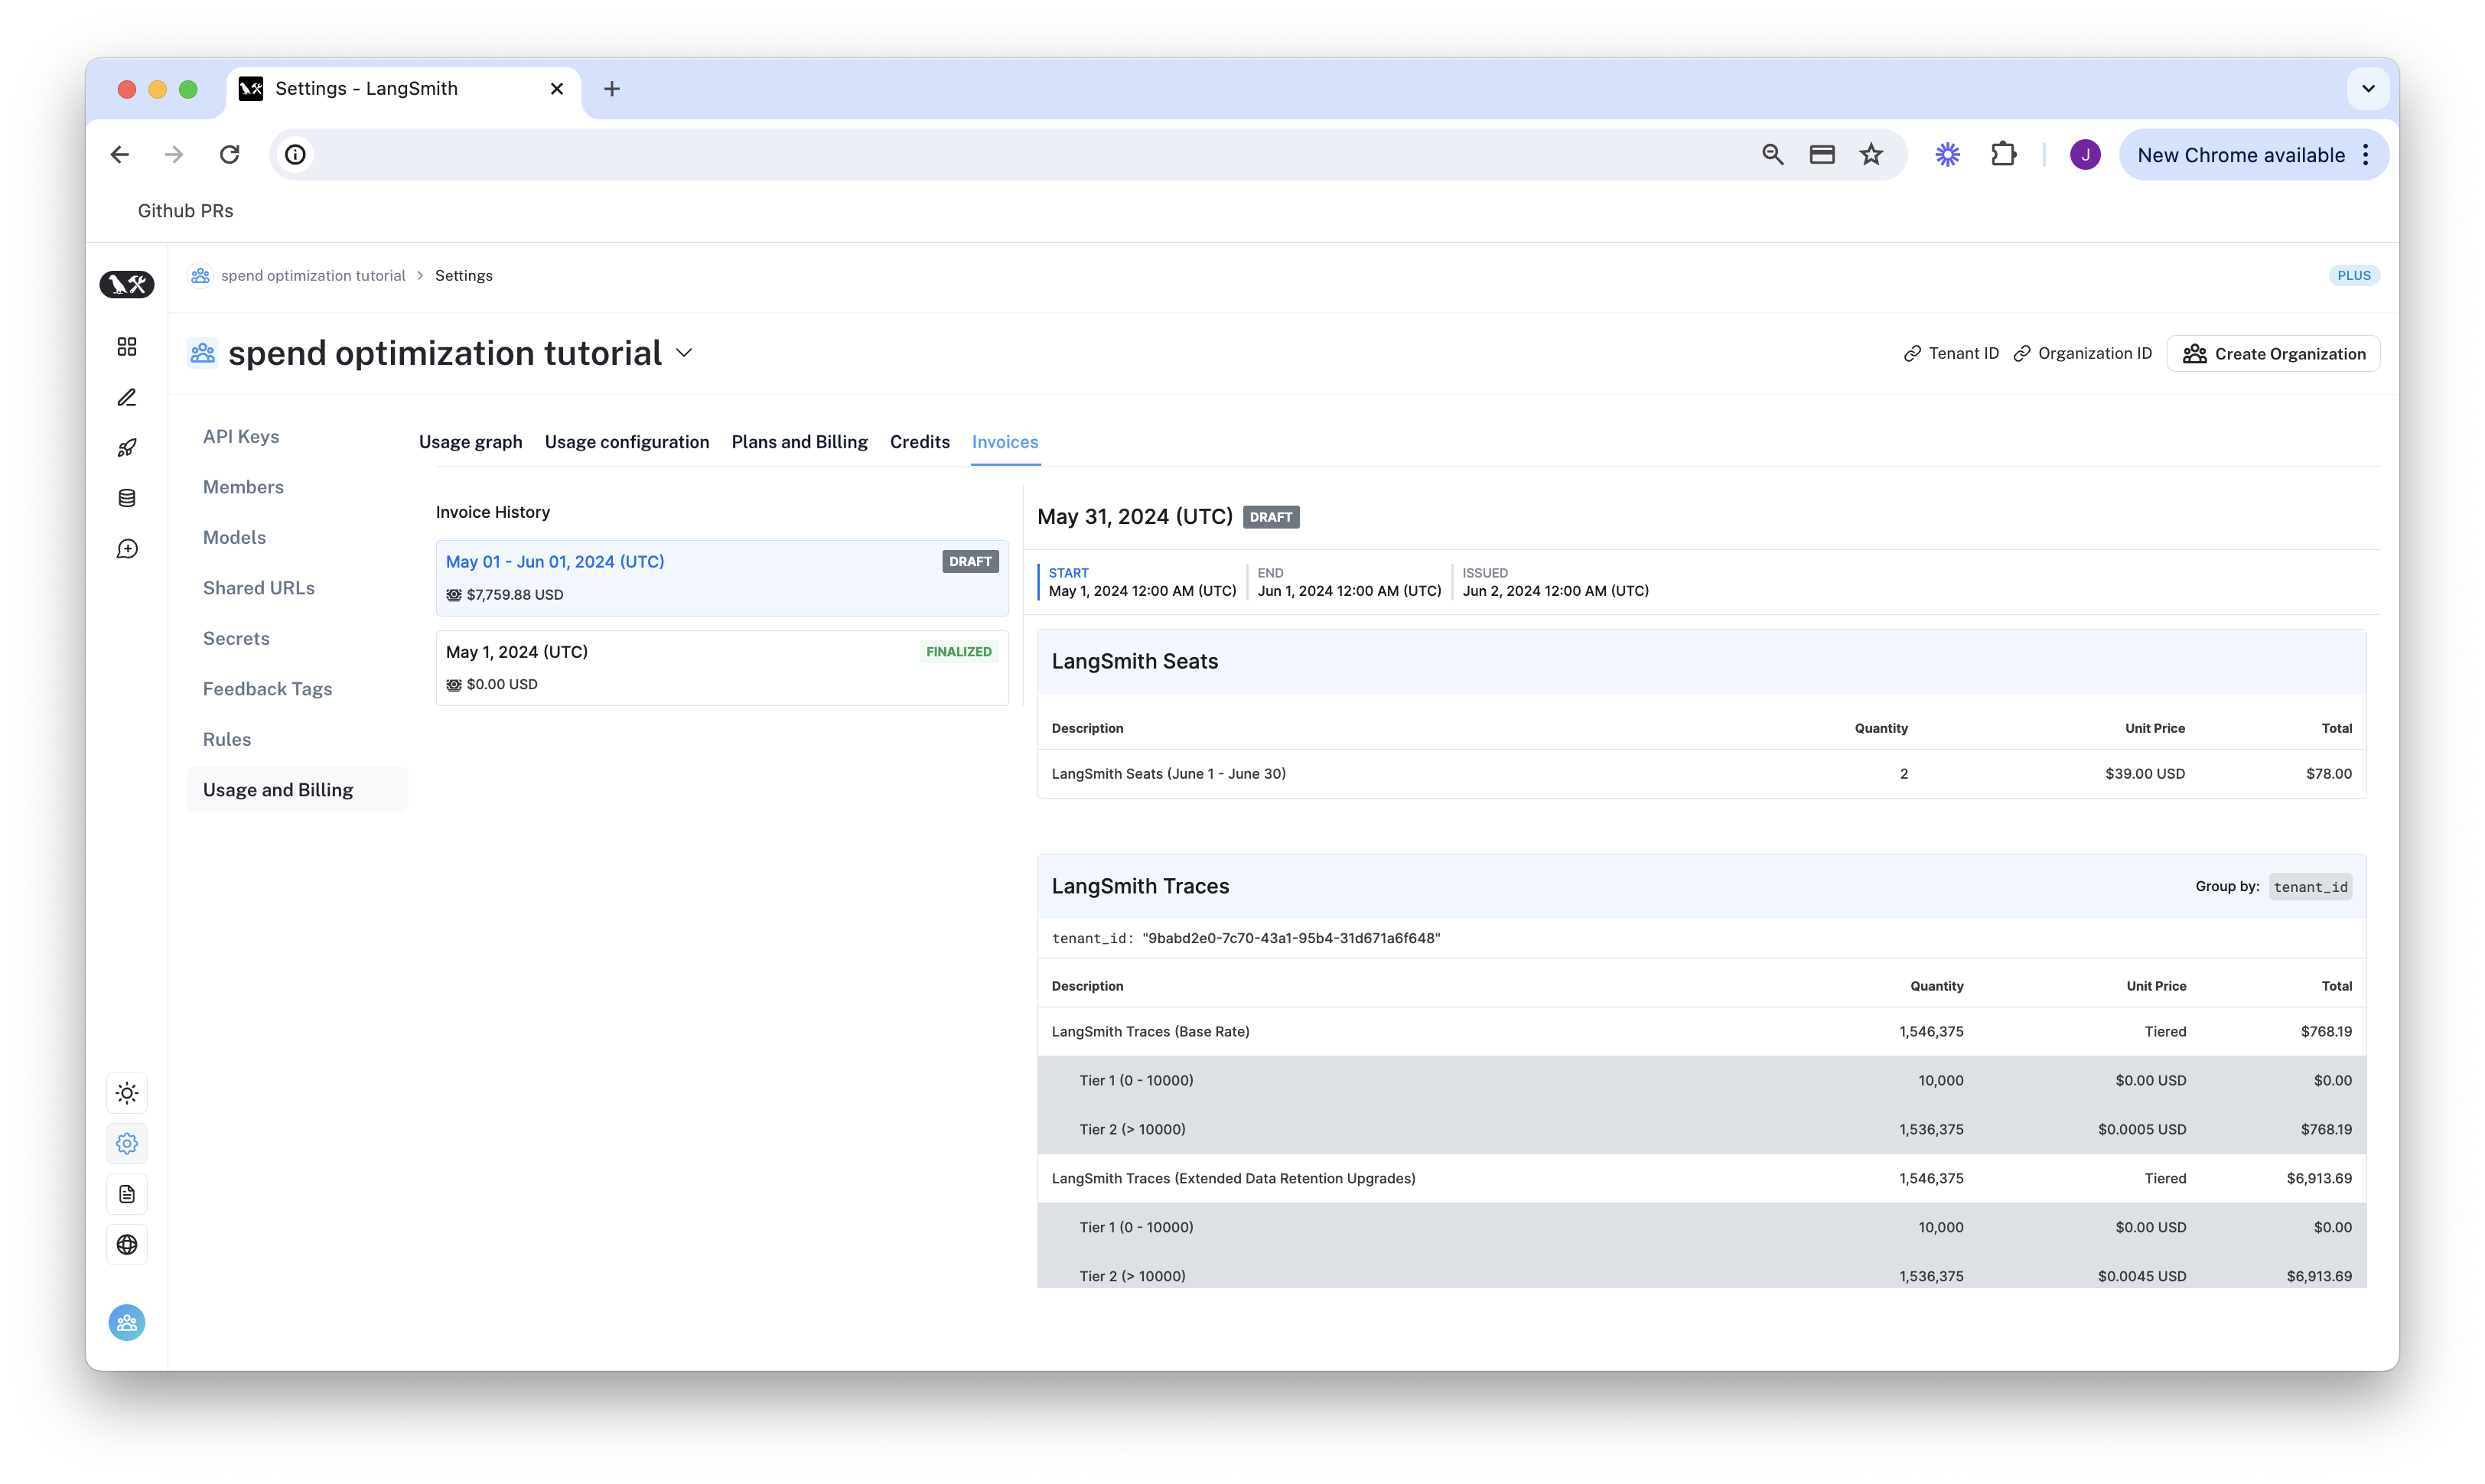 Settings - LangSmith
J
New Chrome available
Github PRs
spend optimization tutorial > Settings
PLUS
spend optimization tutorial
Tenant ID
Organization ID
Create Organization
API Keys
Members
Models
Shared URLs
Secrets
Feedback Tags
Rules
Usage and Billing
Usage graph
Usage configuration
Plans and Billing
Credits
Invoices
Invoice History
May 01 - Jun 01, 2024 (UTC)
DRAFT
$7,759.88 USD
May 1, 2024 (UTC)
FINALIZED
$0.00 USD
May 31, 2024 (UTC) DRAFT
START
May 1, 2024 12:00 AM (UTC)
END
Jun 1, 2024 12:00 AM (UTC)
ISSUED
Jun 2, 2024 12:00 AM (UTC)
LangSmith Seats
Description Quantity Unit Price Total
LangSmith Seats (June 1 - June 30) 2 $39.00 USD $78.00
LangSmith Traces
Group by: tenant_id
tenant_id: "9babd2e0-7c70-43a1-95b4-31d671a6f648"
Description Quantity Unit Price Total
LangSmith Traces (Base Rate) 1,546,375 Tiered $768.19
Tier 1 (0 - 10000) 10,000 $0.00 USD $0.00
Tier 2 (> 10000) 1,536,375 $0.0005 USD $768.19
LangSmith Traces (Extended Data Retention Upgrades) 1,546,375 Tiered $6,913.69
Tier 1 (0 - 10000) 10,000 $0.00 USD $0.00
Tier 2 (> 10000) 1,536,375 $0.0045 USD $6,913.69